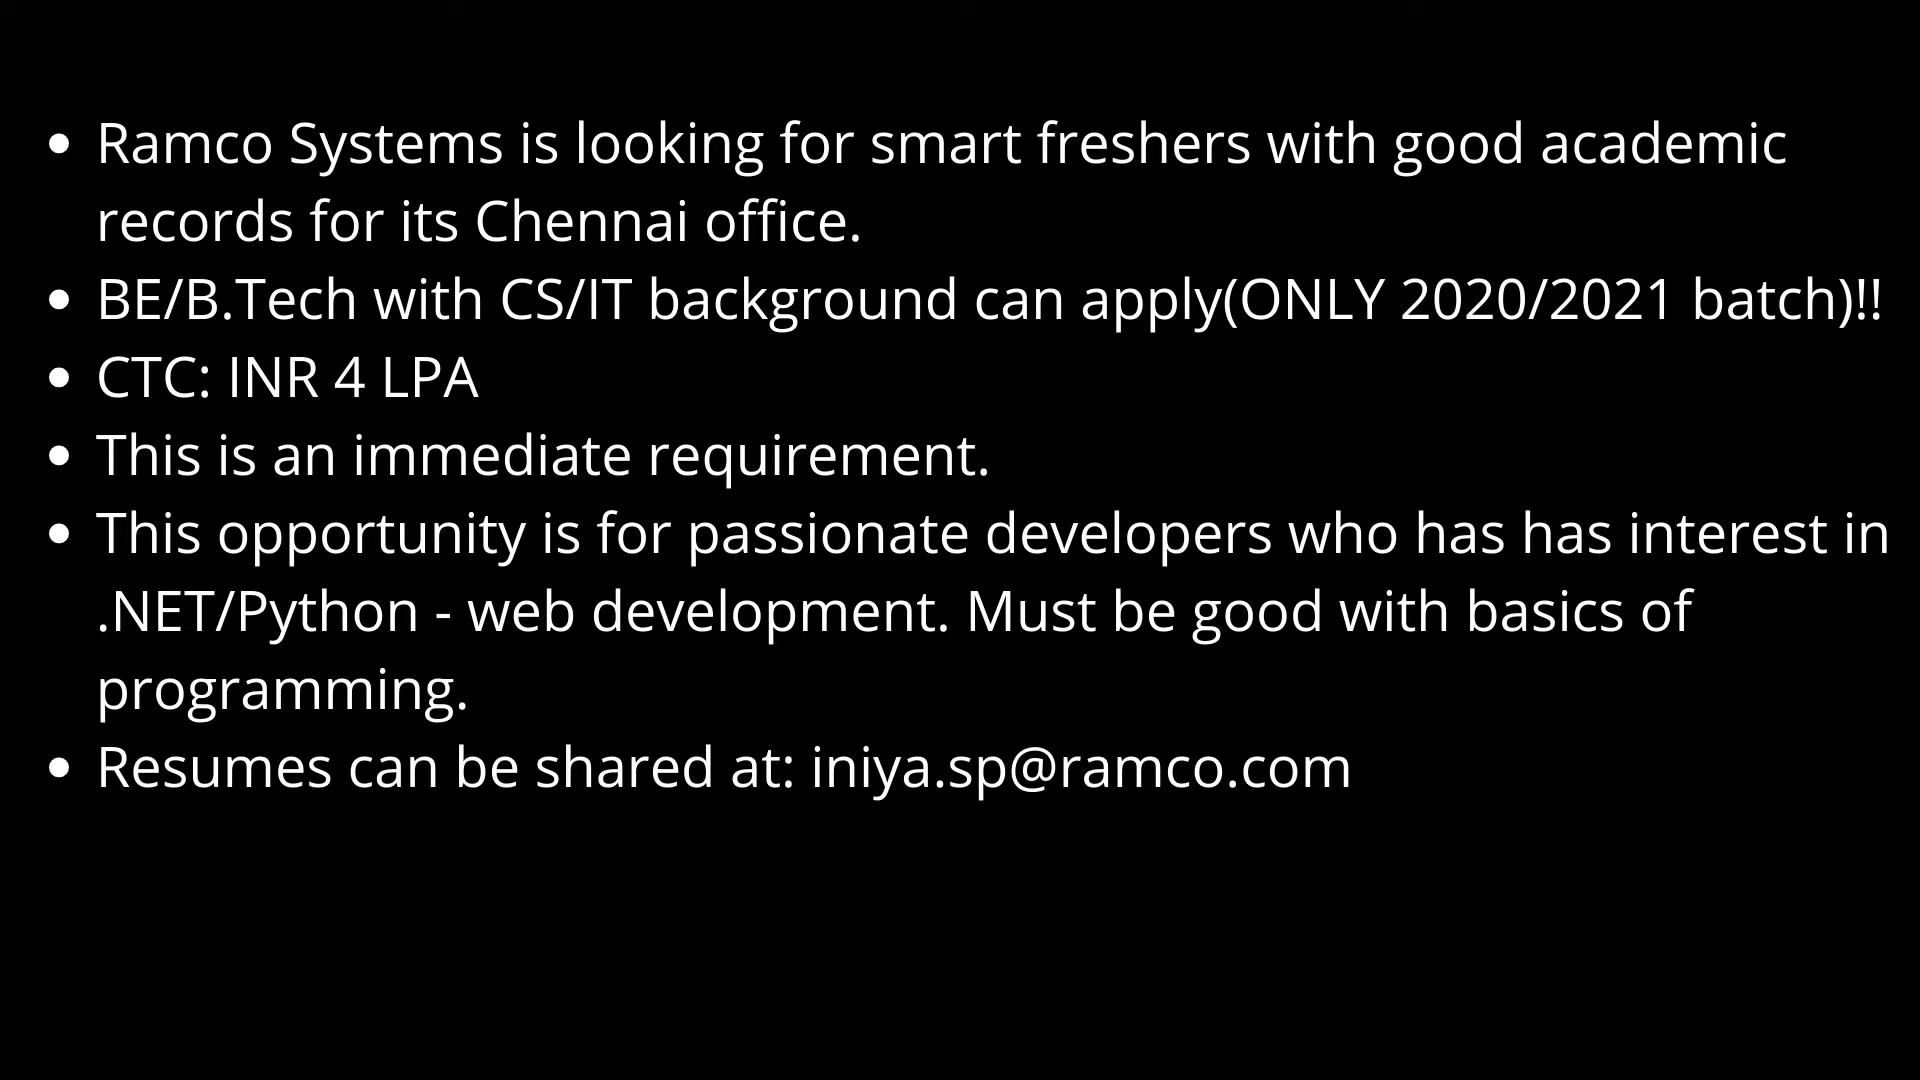 • Ramco Systems is looking for smart freshers with good academic
records for its Chennai office.
• BE/B.Tech with CS/IT background can apply(ONLY 2020/2021 batch)!!
• CTC: INR 4 LPA
• This is an immediate requirement.
• This opportunity is for passionate developers who has has interest in
.NET/Python - web development. Must be good with basics of
programming.
• Resumes can be shared at: iniya.sp@ramco.com